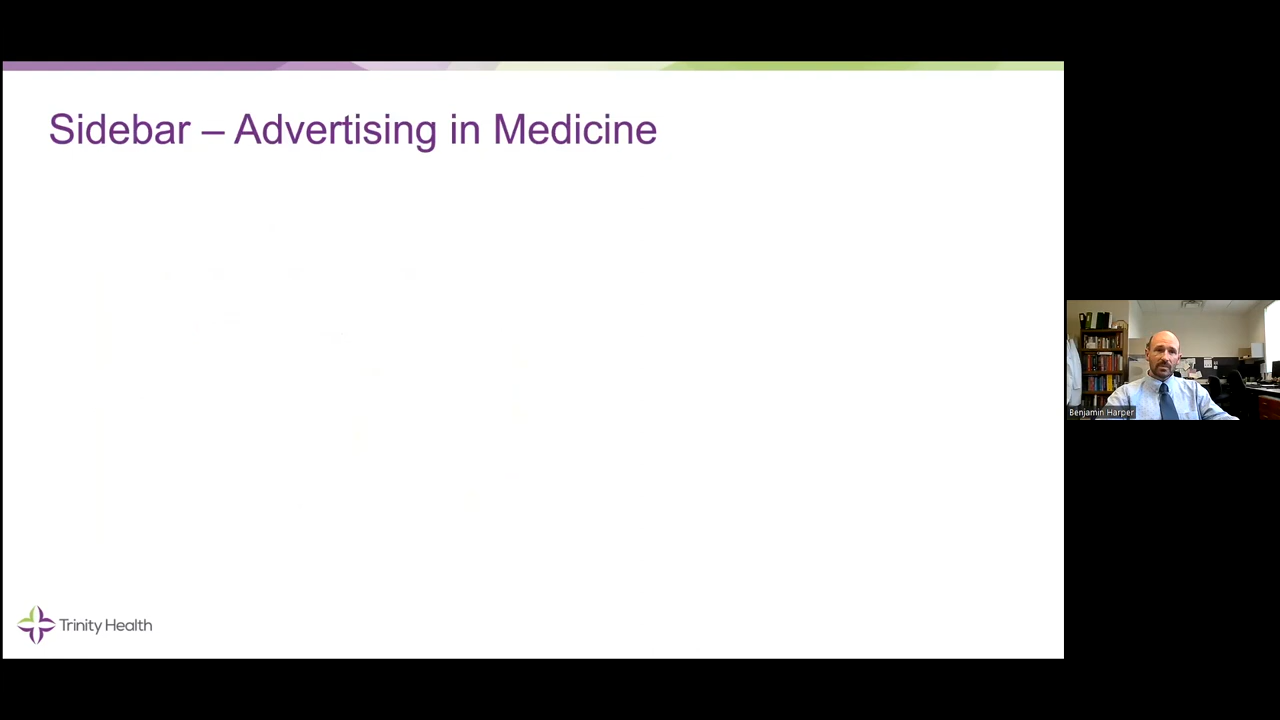 Sidebar – Advertising in Medicine
Benjamin Harper
Trinity Health